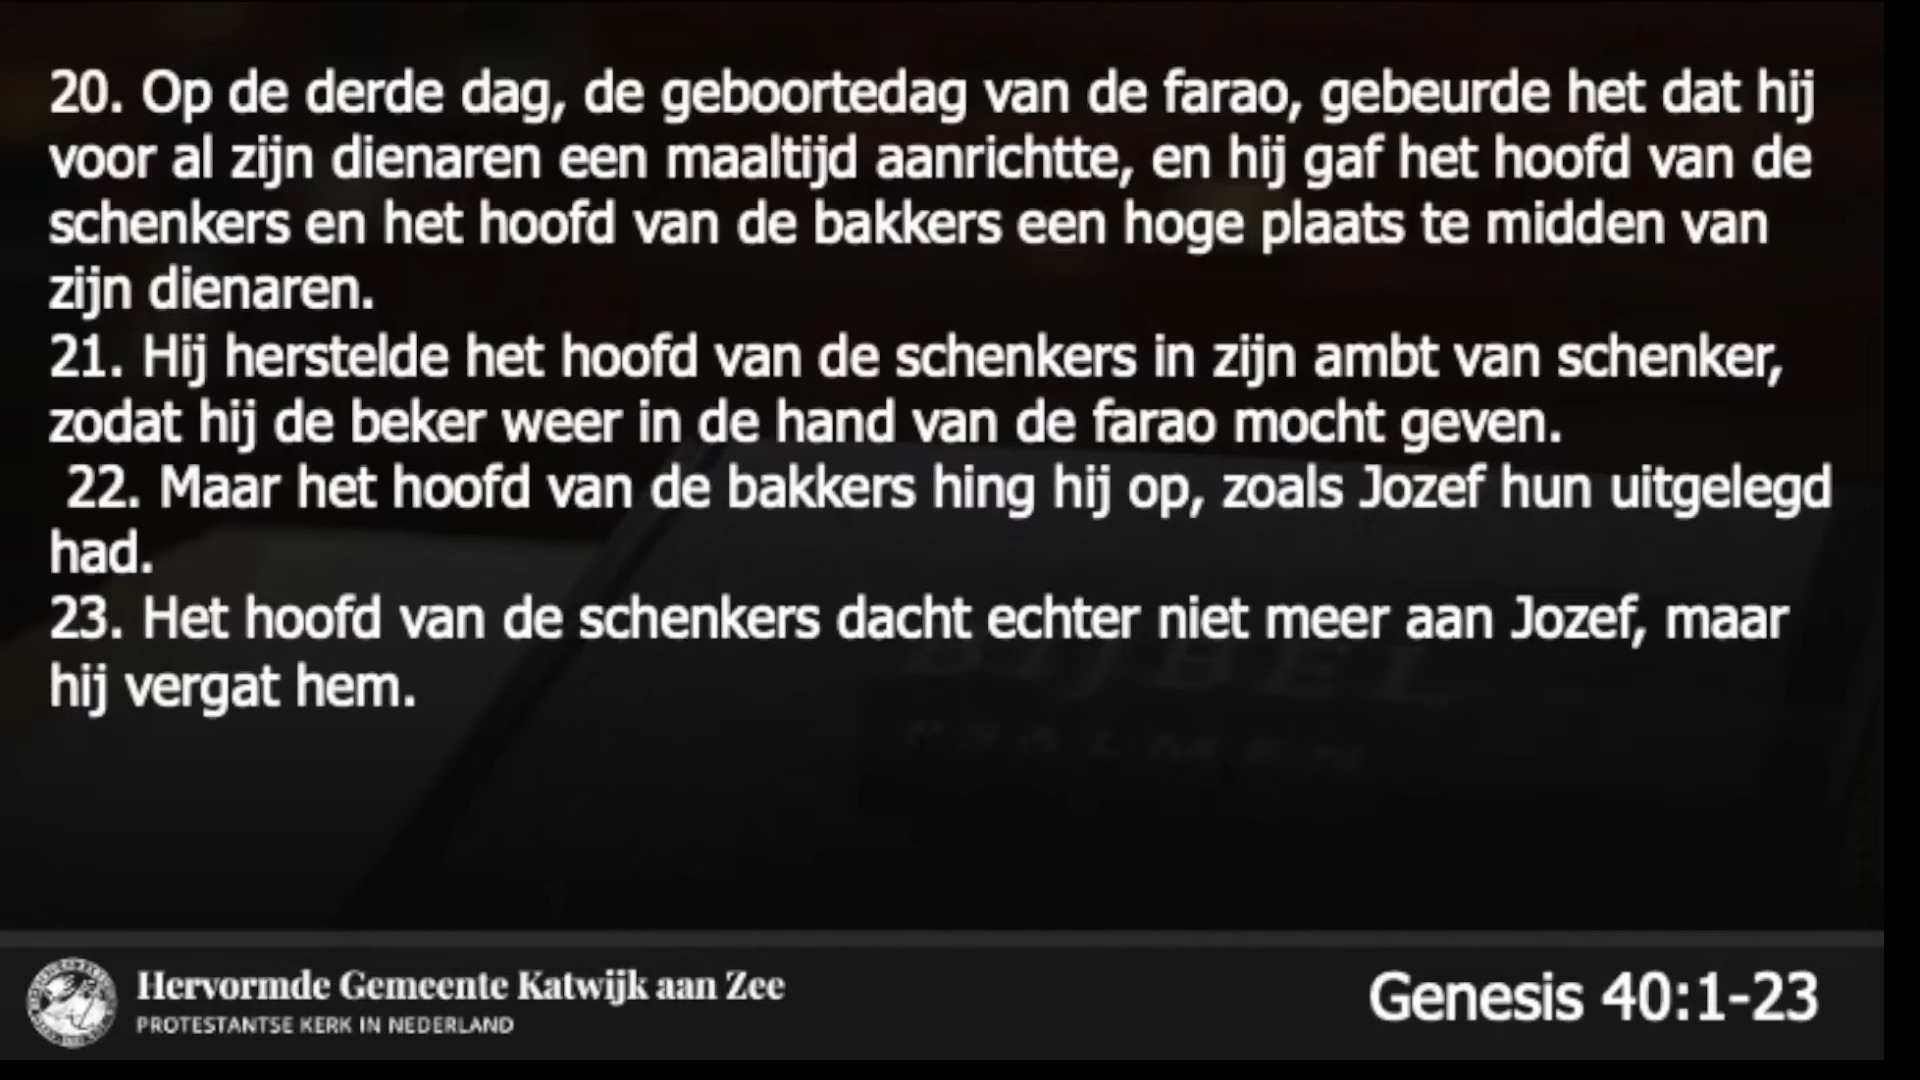 20. Op de derde dag, de geboortedag van de farao, gebeurde het dat hij
voor al zijn dienaren een maaltijd aanrichtte, en hij gaf het hoofd van de
schenkers en het hoofd van de bakkers een hoge plaats te midden van
zijn dienaren.
21. Hij herstelde het hoofd van de schenkers in zijn ambt van schenker,
zodat hij de beker weer in de hand van de farao mocht geven.
22. Maar het hoofd van de bakkers hing hij op, zoals Jozef hun uitgelegd
had.
23. Het hoofd van de schenkers dacht echter niet meer aan Jozef, maar
hij vergat hem.
BIJBEL
PSALMEN
Hervormde Gemeente Katwijk aan Zee
PROTESTANTSE KERK IN NEDERLAND
Genesis 40:1-23